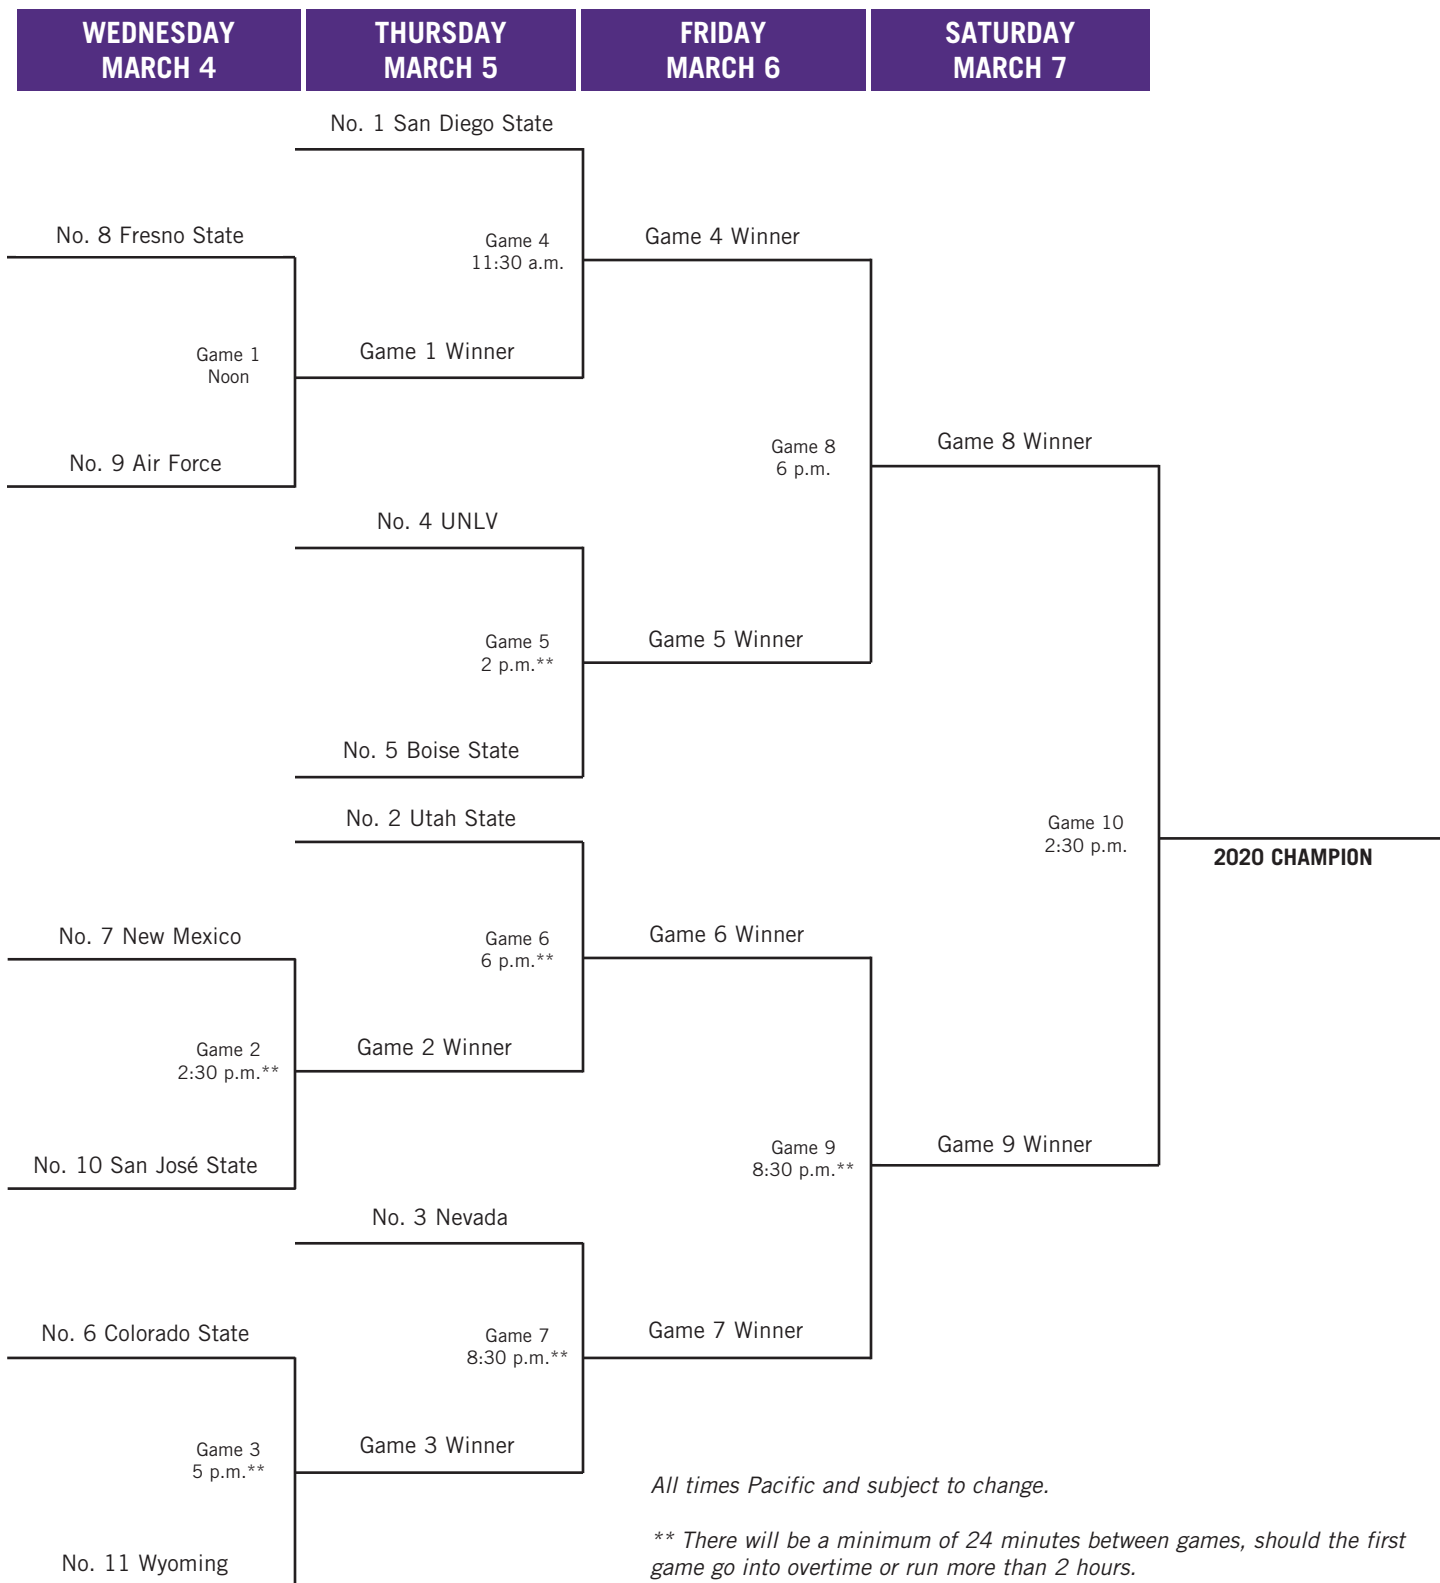 WEDNESDAY
MARCH 4
THURSDAY
MARCH 5
FRIDAY
MARCH 6
SATURDAY
MARCH 7
No. 1 San Diego State
No. 8 Fresno State
Game 4
11:30 a.m.
Game 4 Winner
Game 1
Noon
Game 1 Winner
No. 9 Air Force
Game 8
6 p.m.
Game 8 Winner
No. 4 UNLV
Game 5
2 p.m.**
Game 5 Winner
No. 5 Boise State
No. 2 Utah State
Game 10
2:30 p.m.
2020 CHAMPION
No. 7 New Mexico
Game 6
6 p.m.**
Game 6 Winner
Game 2
2:30 p.m.**
Game 2 Winner
No. 10 San José State
Game 9
8:30 p.m.**
Game 9 Winner
No. 3 Nevada
No. 6 Colorado State
Game 7
8:30 p.m.**
Game 7 Winner
Game 3
5 p.m.**
Game 3 Winner
No. 11 Wyoming
All times Pacific and subject to change.
** There will be a minimum of 24 minutes between games, should the first
game go into overtime or run more than 2 hours.